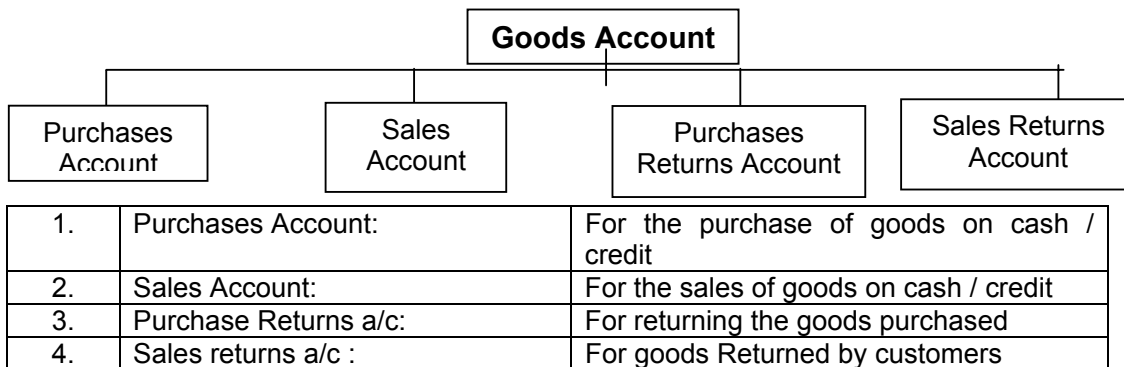 Goods Account
Purchases
Account
Sales
Account
Purchases
Returns Account
Sales Returns
Account
1. Purchases Account: For the purchase of goods on cash /
credit
2. Sales Account: For the sales of goods on cash / credit
3. Purchase Returns a/c: For returning the goods purchased
4. Sales returns a/c : For goods Returned by customers